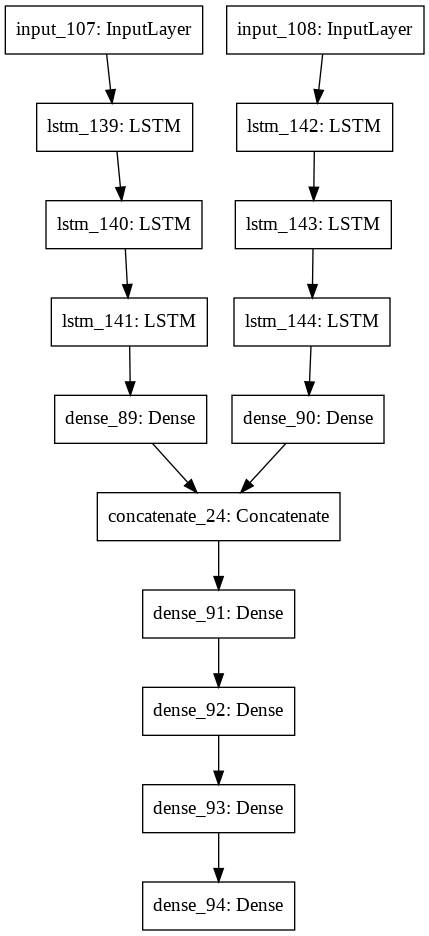 input_107: InputLayer
input_108: InputLayer
lstm_139: LSTM
lstm_142: LSTM
lstm_140: LSTM
lstm_143: LSTM
lstm_141: LSTM
lstm_144: LSTM
dense_89: Dense
dense_90: Dense
concatenate_24: Concatenate
dense_91: Dense
dense_92: Dense
dense_93: Dense
dense_94: Dense